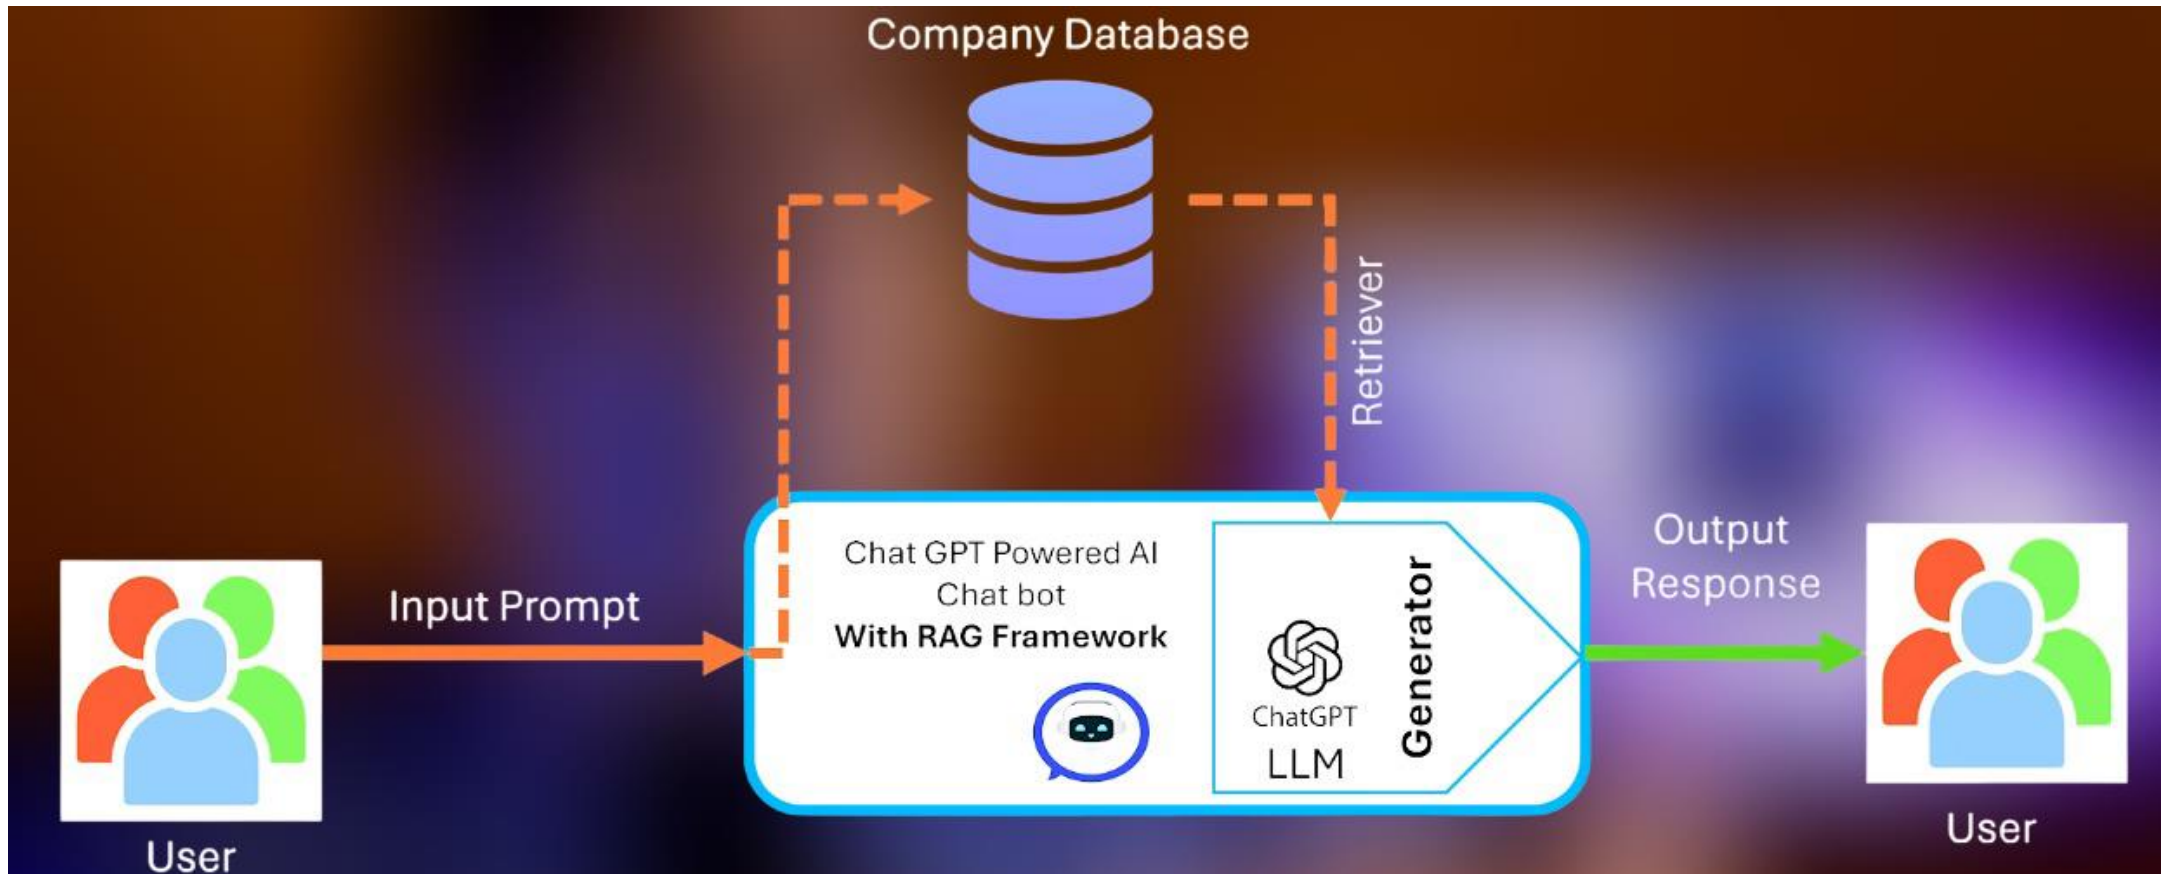 Company Database
Retriever
Input Prompt
Chat GPT Powered AI
Chat bot
With RAG Framework
ChatGPT
LLM
Generator
Output
Response
User
User